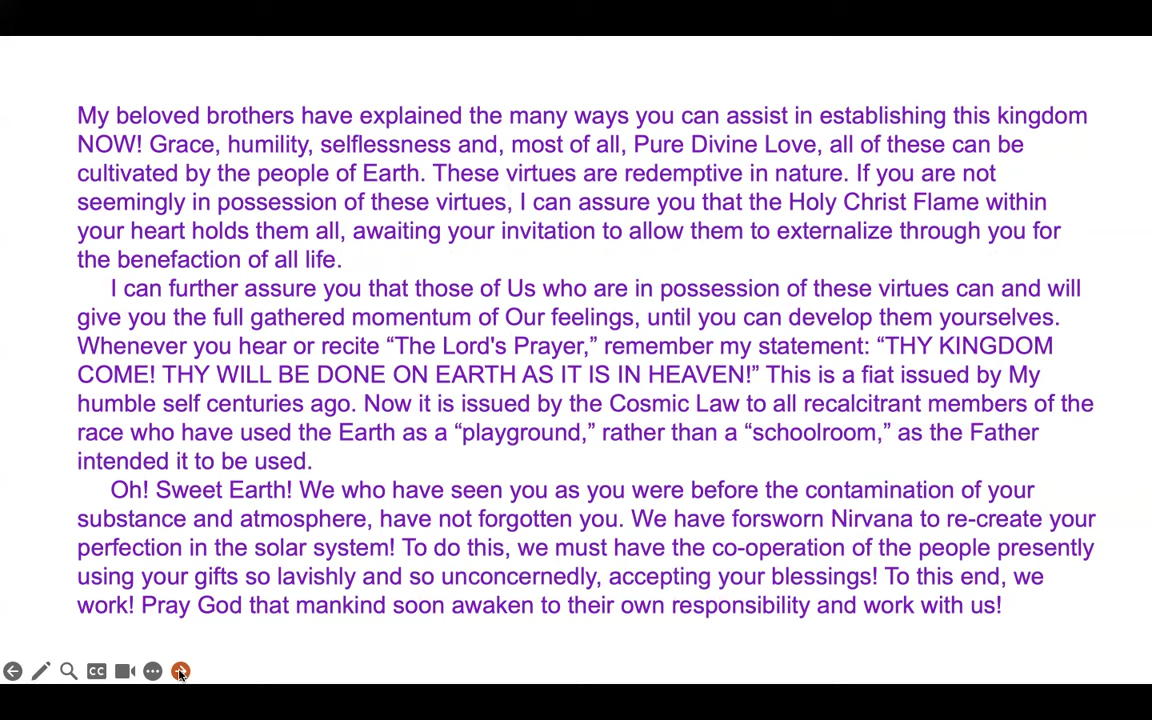 My beloved brothers have explained the many ways you can assist in establishing this kingdom
NOW! Grace, humility, selflessness and, most of all, Pure Divine Love, all of these can be
cultivated by the people of Earth. These virtues are redemptive in nature. If you are not
seemingly in possession of these virtues, I can assure you that the Holy Christ Flame within
your heart holds them all, awaiting your invitation to allow them to externalize through you for
the benefaction of all life.
I can further assure you that those of Us who are in possession of these virtues can and will
give you the full gathered momentum of Our feelings, until you can develop them yourselves.
Whenever you hear or recite “The Lord's Prayer,” remember my statement: “THY KINGDOM
COME! THY WILL BE DONE ON EARTH AS IT IS IN HEAVEN!” This is a fiat issued by My
humble self centuries ago. Now it is issued by the Cosmic Law to all recalcitrant members of the
race who have used the Earth as a “playground,” rather than a “schoolroom,” as the Father
intended it to be used.
Oh! Sweet Earth! We who have seen you as you were before the contamination of your
substance and atmosphere, have not forgotten you. We have forsworn Nirvana to re-create your
perfection in the solar system! To do this, we must have the co-operation of the people presently
using your gifts so lavishly and so unconcernedly, accepting your blessings! To this end, we
work! Pray God that mankind soon awaken to their own responsibility and work with us!
CC